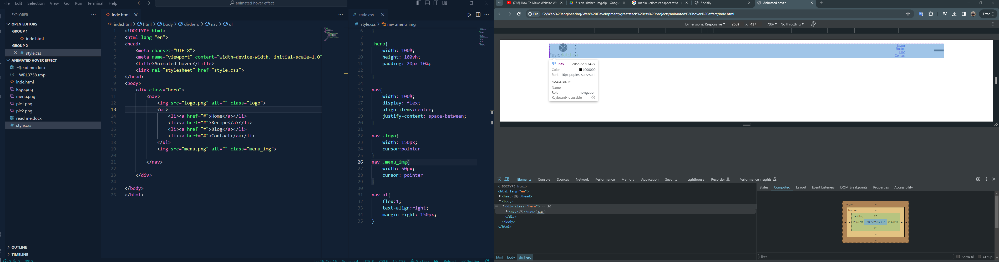 File Edit Selection View Go Run Terminal Help
animated hover effect
EXPLORER
OPEN EDITORS
GROUP 1
inde.html
GROUP 2
style.css
ANIMATED HOVER EFFECT
~$ead me.docx
~WRL3758.tmp
inde.html
logo.png
menu.png
pic1.png
pic2.png
read me.docx
style.css
OUTLINE
TIMELINE
inde.html
inde.html > html > body > div.hero > nav > ul
1 <!DOCTYPE html>
2 <html lang="en">
3 <head>
4 <meta charset="UTF-8">
5 <meta name="viewport" content="width=device-width, initial-scale=1.0"
6 <title>Animated hover</title>
7 <link rel="stylesheet" href="style.css">
8 </head>
9 <body>
10 <div class="hero">
11 <nav>
12 <img src="logo.png" alt="" class="logo">
13 <ul>
14 <li><a href="#">Home</a></li>
15 <li><a href="#">Recipe</a></li>
16 <li><a href="#">Blog</a></li>
17 <li><a href="#">Contact</a></li>
18 </ul>
19 <img src="menu.png" alt="" class="menu_img">
20
21 </nav>
22
23 </div>
24
25 </body>
26 </html>
# style.css
# style.css > nav .menu_img
6 }
7
8 .hero{
9 width: 100%;
10 height: 100vh;
11 padding: 20px 10%;
12
13 }
14
15 nav{
16 width: 100%;
17 display: flex;
18 align-items:center;
19 justify-content: space-between;
20 }
21
22 nav .logo{
23 width: 150px;
24 cursor:pointer
25 }
26 nav .menu_img{
27 width: 50px;
28 cursor: pointer
29 }
30
31 nav ul{
32 flex:1;
33 text-align:right;
34 margin-right: 150px;
35 }
Ln 26, Col 15 Spaces: 4 UTF-8 CRLF {} CSS Go Live Reload Prettier
(748) How To Make Website W
fusion-kitchen-img.zip - Google
media uerises vs aspect ratio -
Socially
Animated hover
File G:/Web%20engineering/Web%20Development/greatstack%20css%20projects/animated%20hover%20effect/inde.html
Error
Dimensions: Responsive 2569 × 427 73% No throttling
Fusion
Home
Recipe
Blog
Contact
nav 2055.22 × 74.27
Color #000000
Font 16px popins, sans-serif
ACCESSIBILITY
Name
Role navigation
Keyboard-focusable
Elements Console Sources Network Performance Memory Application Security Lighthouse Recorder Performance insights
<!DOCTYPE html>
<html lang="en">
<head> </head>
<body>
<div class="hero"> == $0
<nav> </nav> flex
</div>
</body>
</html>
html body div.hero
Styles Computed Layout Event Listeners DOM Breakpoints Properties Accessibility
margin -
border -
padding 20
- - 256.891 2055.218×387 256.891 - -
20
-
-
Filter Show all Group